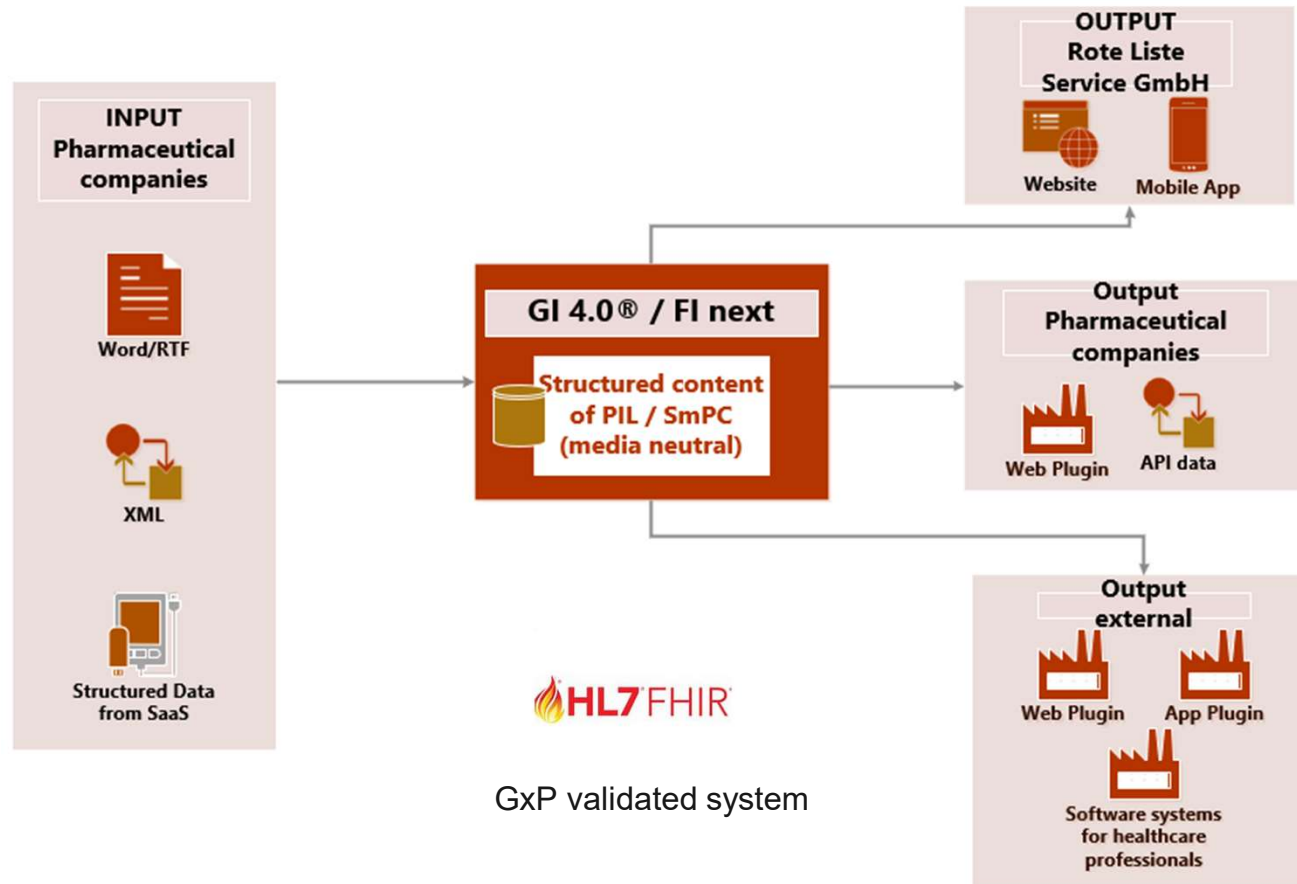 INPUT
Pharmaceutical
companies
Word/RTF
XML
Structured Data
from SaaS
GI 4.0® / FI next
Structured content
of PIL / SmPC
(media neutral)
HL7® FHIR®
GxP validated system
OUTPUT
Rote Liste
Service GmbH
Website
Mobile App
Output
Pharmaceutical
companies
Web Plugin
API data
Output
external
Web Plugin
App Plugin
Software systems
for healthcare
professionals